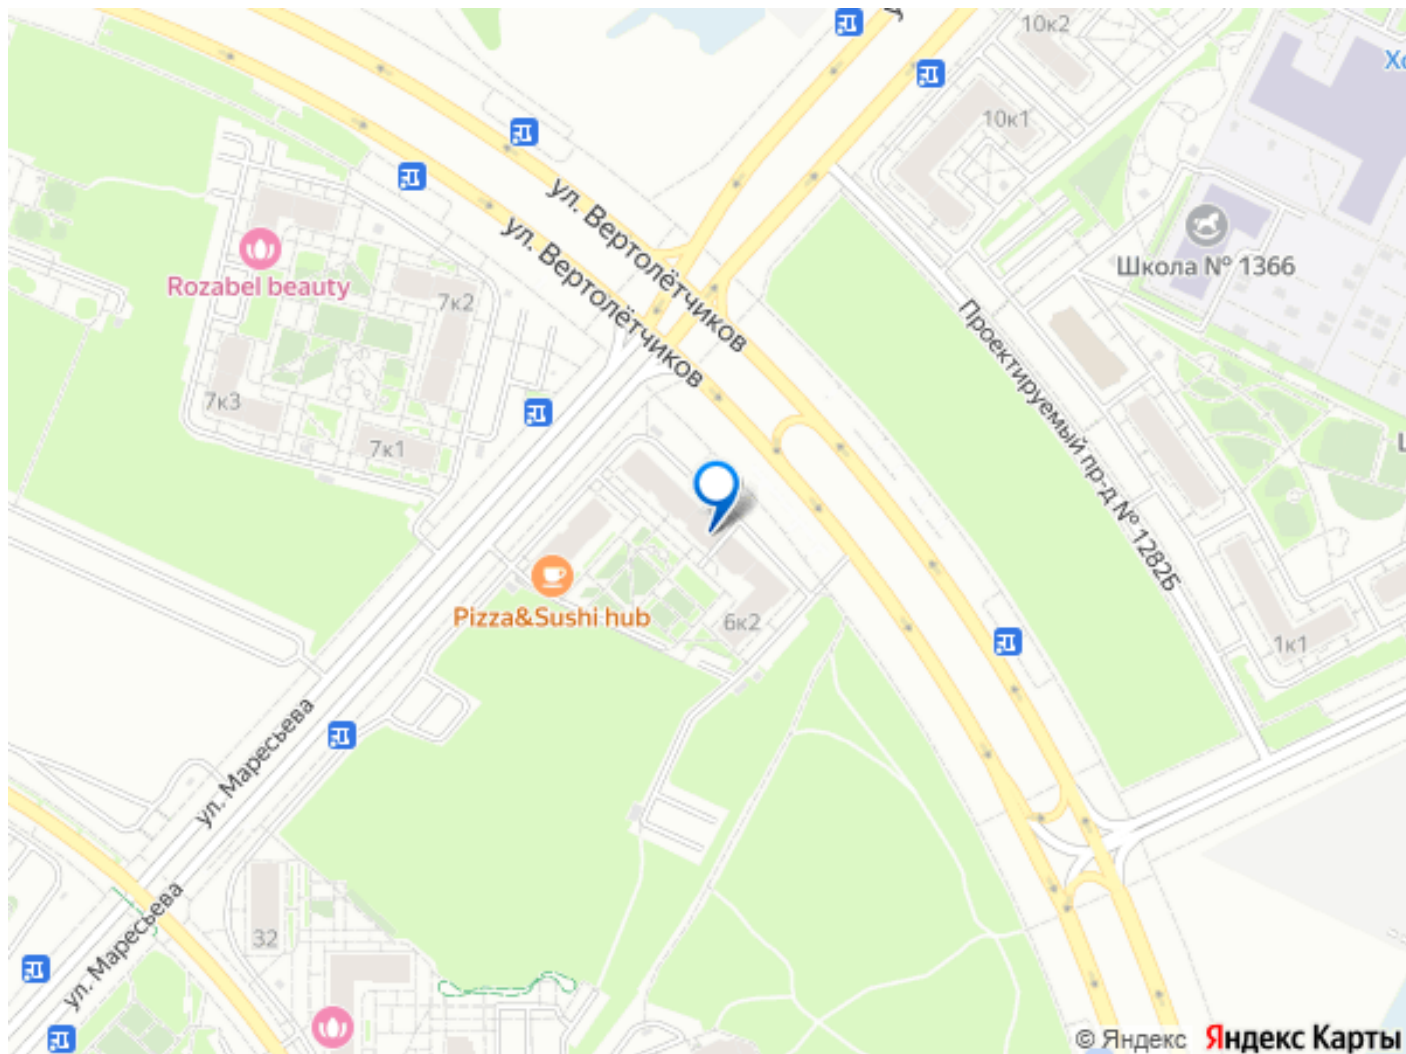 10к2
Хо
10к1
ул. Вертолётчиков
ул. Вертолётчиков
Школа № 1366
Rozabel beauty
7к2
Проектируемый пр-д № 1282Б
7к3
7к1
Pizza&Sushi hub
6к2
1к1
ул. Маресьева
ул. Маресьева
32
© Яндекс Яндекс Карты